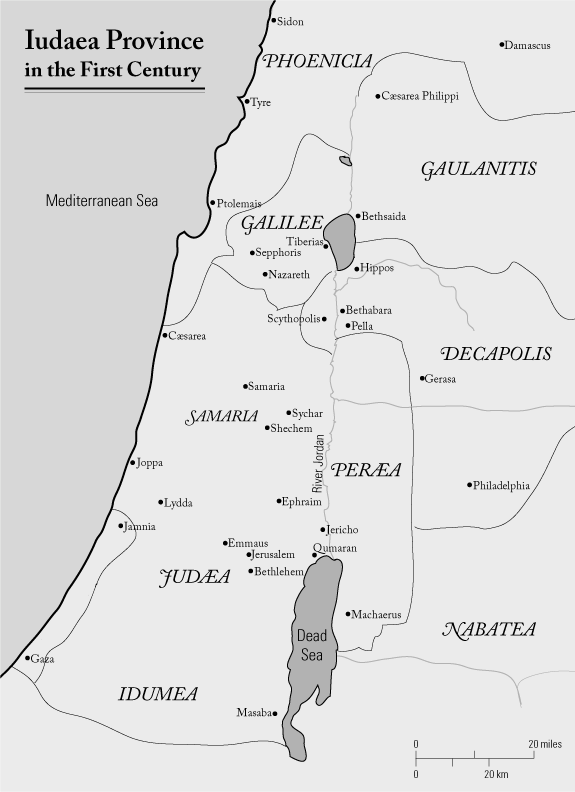 Iudaea Province
in the First Century
Sidon
Damascus
PHOENICIA
Cæsarea Philippi
Tyre
GAULANITIS
Mediterranean Sea
Ptolemais
GALILEE
Bethsaida
Tiberias
Sepphoris
Hippos
Nazareth
Bethabara
Scythopolis
Pella
Cæsarea
DECAPOLIS
Gerasa
Samaria
SAMARIA
Sychar
Shechem
River Jordan
PERÆA
Joppa
Philadelphia
Lydda
Ephraim
Jamnia
Jericho
Emmaus
Qumaran
Jerusalem
JUDÆA
Bethlehem
Machaerus
Dead
Sea
NABATEA
Gaza
IDUMEA
Masaba
0 20 miles
0 20 km